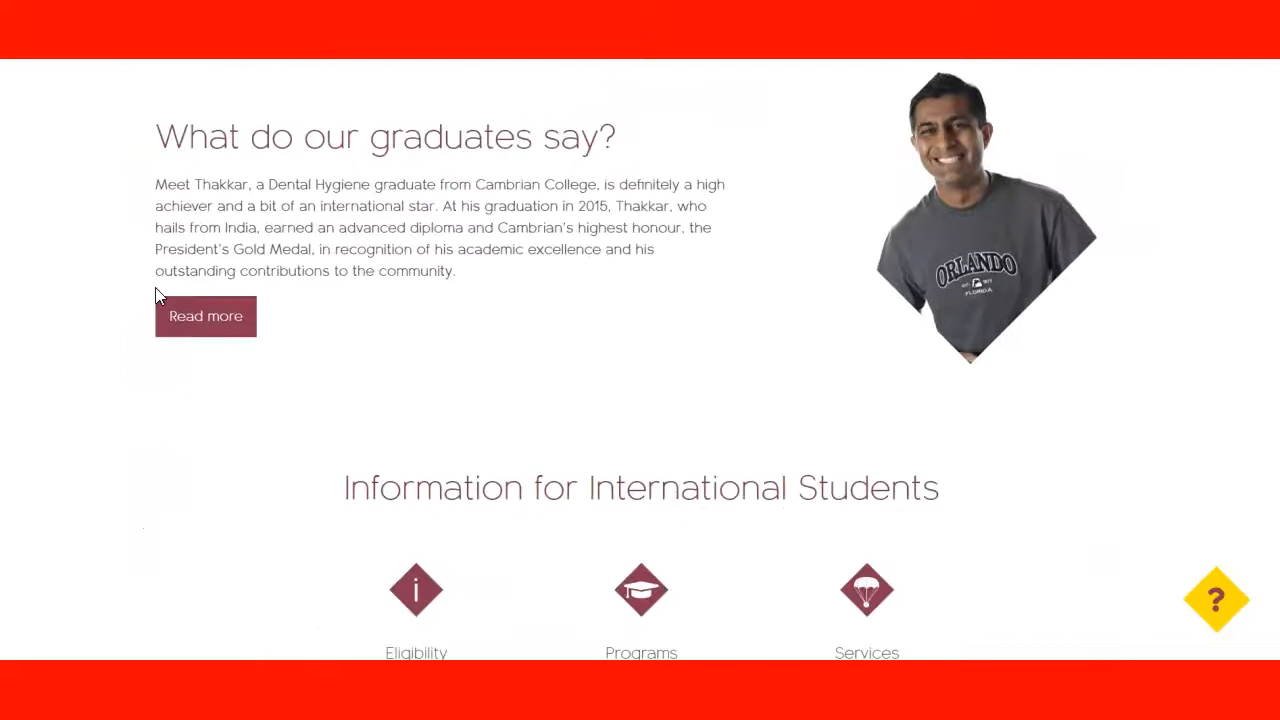 What do our graduates say?
Meet Thakkar, a Dental Hygiene graduate from Cambrian College, is definitely a high
achiever and a bit of an international star. At his graduation in 2015, Thakkar, who
hails from India, earned an advanced diploma and Cambrian's highest honour, the
President's Gold Medal, in recognition of his academic excellence and his
outstanding contributions to the community.
Read more
ORLANDO
FLORIDA
Information for International Students
i
?
Eligibility
Programs
Services